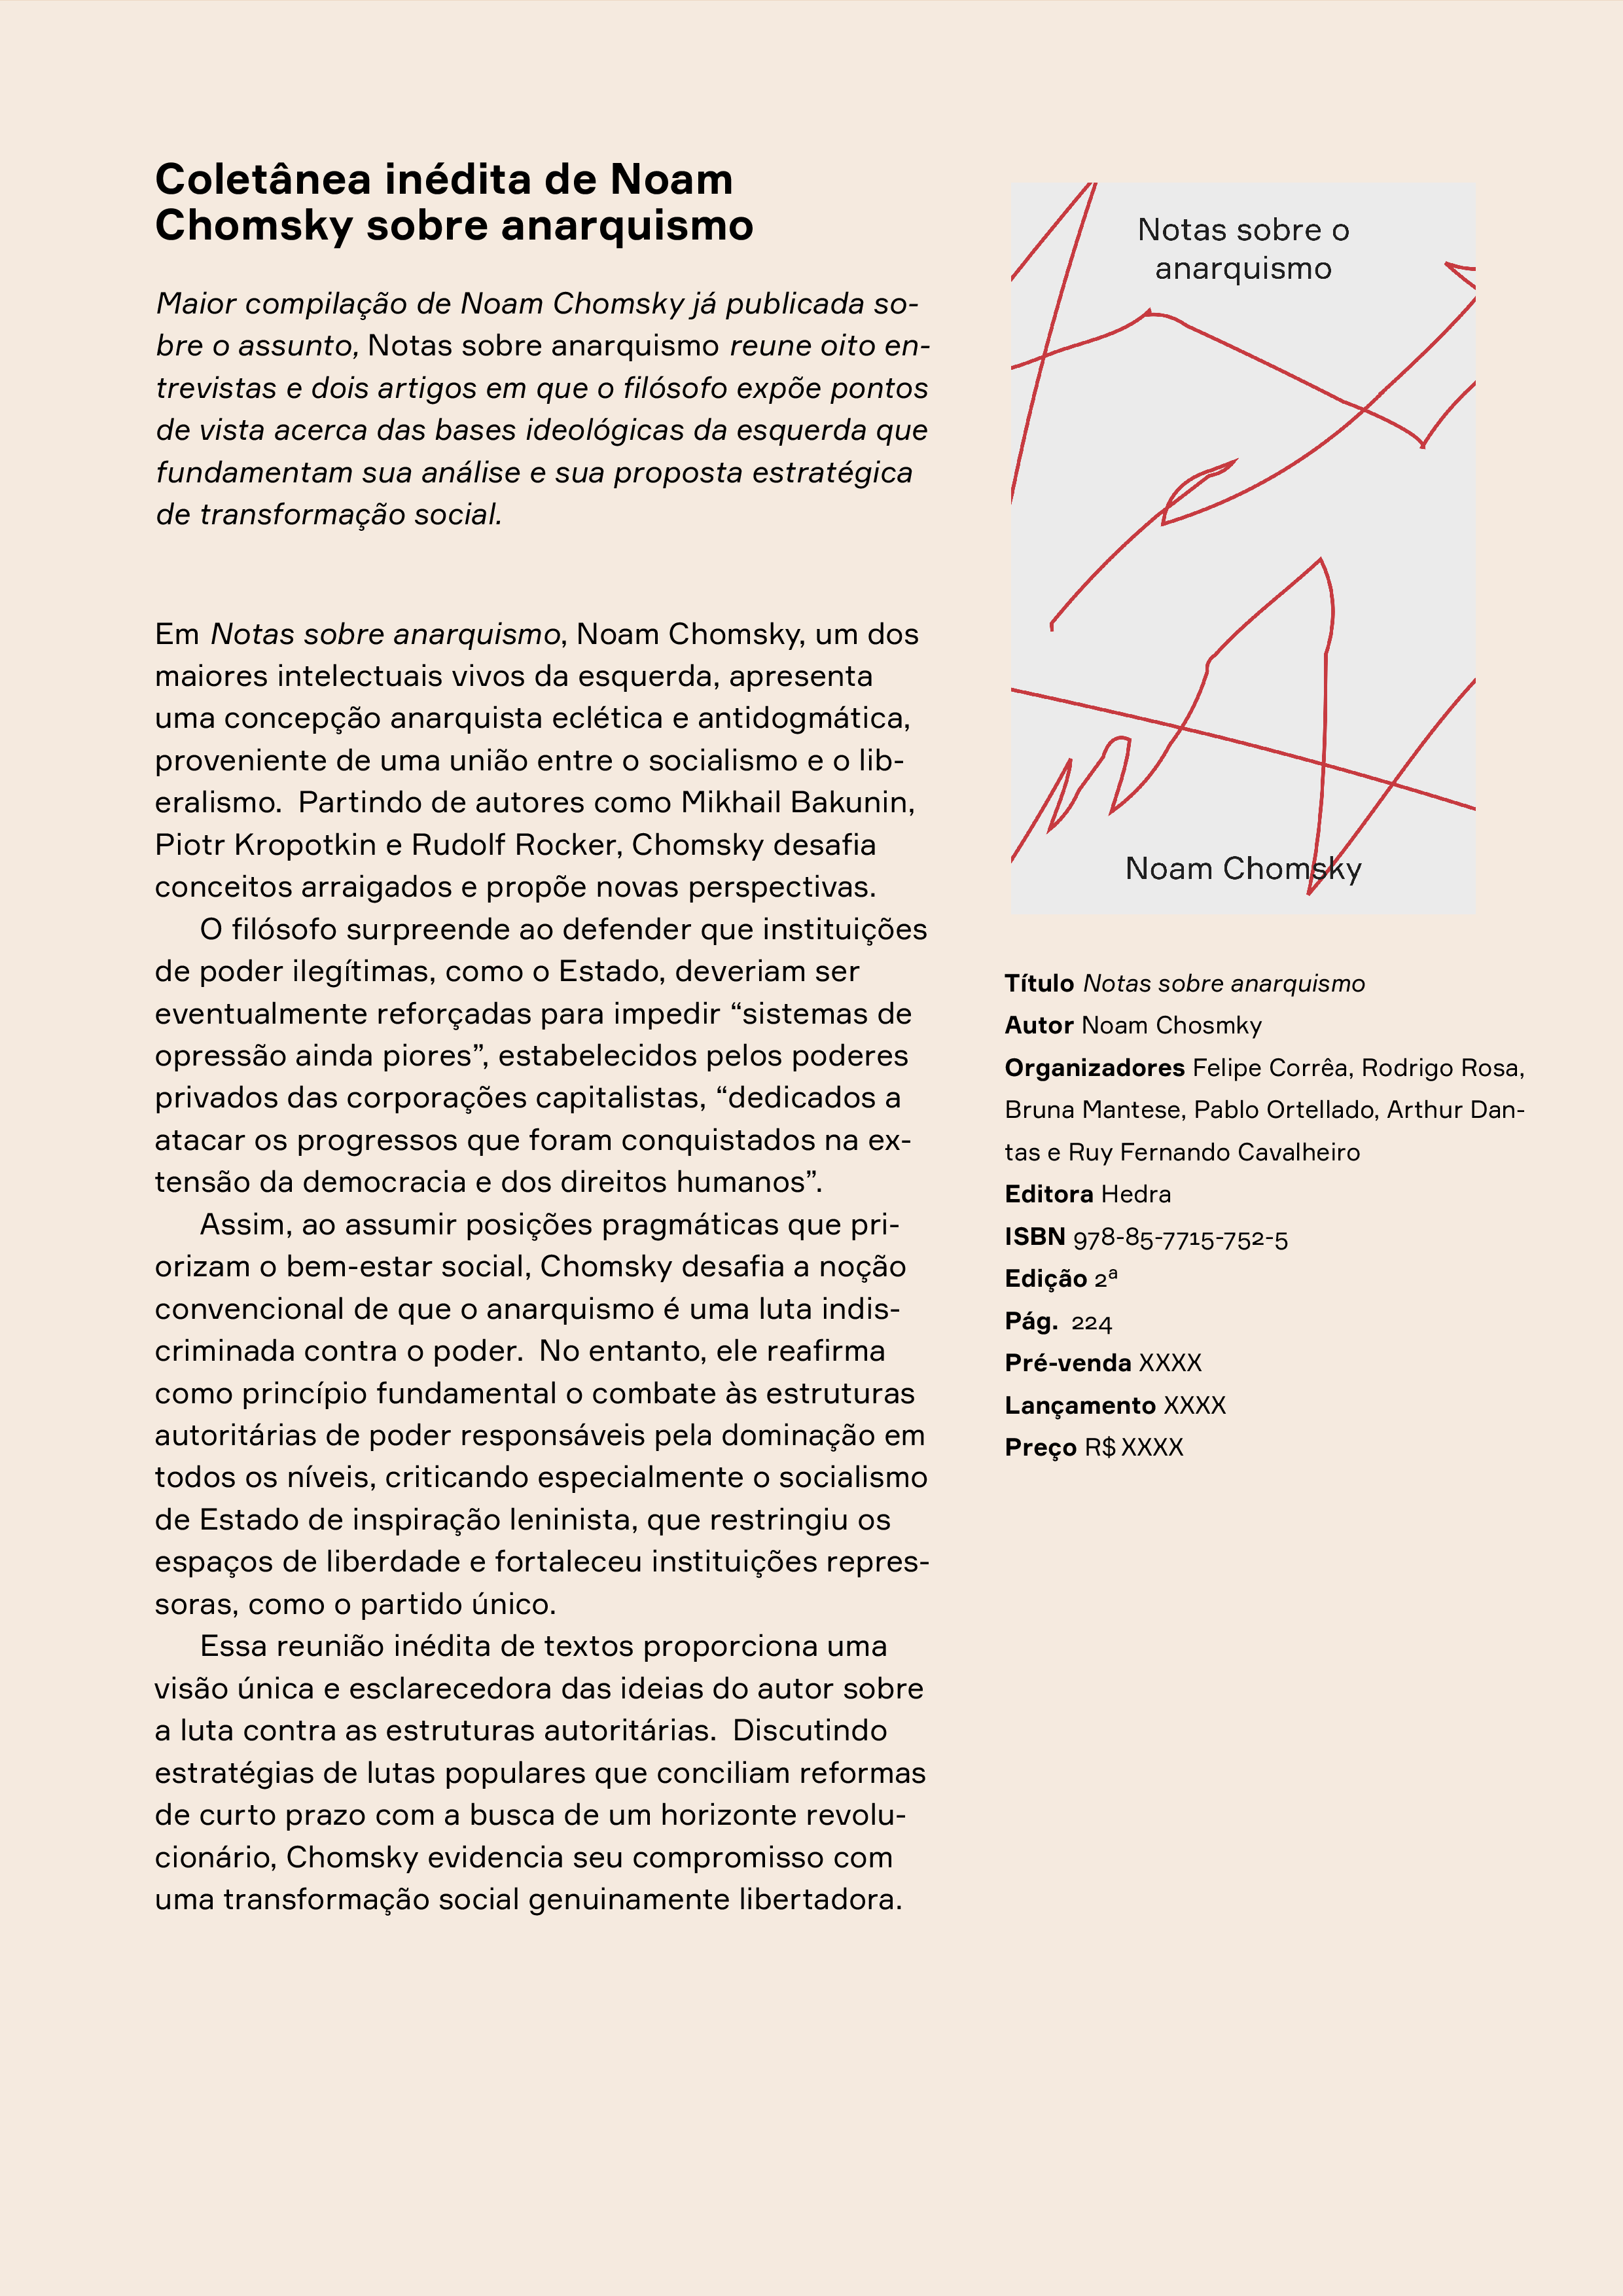 Coletânea inédita de Noam
Chomsky sobre anarquismo
Maior compilação de Noam Chomsky já publicada so-
bre o assunto, Notas sobre anarquismo reune oito en-
trevistas e dois artigos em que o filósofo expõe pontos
de vista acerca das bases ideológicas da esquerda que
fundamentam sua análise e sua proposta estratégica
de transformação social.
Em Notas sobre anarquismo, Noam Chomsky, um dos
maiores intelectuais vivos da esquerda, apresenta
uma concepção anarquista eclética e antidogmática,
proveniente de uma união entre o socialismo e o lib-
eralismo. Partindo de autores como Mikhail Bakunin,
Piotr Kropotkin e Rudolf Rocker, Chomsky desafia
conceitos arraigados e propõe novas perspectivas.
O filósofo surpreende ao defender que instituições
de poder ilegítimas, como o Estado, deveriam ser
eventualmente reforçadas para impedir “sistemas de
opressão ainda piores”, estabelecidos pelos poderes
privados das corporações capitalistas, “dedicados a
atacar os progressos que foram conquistados na ex-
tensão da democracia e dos direitos humanos”.
Assim, ao assumir posições pragmáticas que pri-
orizam o bem-estar social, Chomsky desafia a noção
convencional de que o anarquismo é uma luta indis-
criminada contra o poder. No entanto, ele reafirma
como princípio fundamental o combate às estruturas
autoritárias de poder responsáveis pela dominação em
todos os níveis, criticando especialmente o socialismo
de Estado de inspiração leninista, que restringiu os
espaços de liberdade e fortaleceu instituições repres-
soras, como o partido único.
Essa reunião inédita de textos proporciona uma
visão única e esclarecedora das ideias do autor sobre
a luta contra as estruturas autoritárias. Discutindo
estratégias de lutas populares que conciliam reformas
de curto prazo com a busca de um horizonte revolu-
cionário, Chomsky evidencia seu compromisso com
uma transformação social genuinamente libertadora.
Notas sobre o
anarquismo
Noam Chomsky
Título Notas sobre anarquismo
Autor Noam Chosmky
Organizadores Felipe Corrêa, Rodrigo Rosa,
Bruna Mantese, Pablo Ortellado, Arthur Dan-
tas e Ruy Fernando Cavalheiro
Editora Hedra
ISBN 978-85-7715-752-5
Edição 2ª
Pág. 224
Pré-venda XXXX
Lançamento XXXX
Preço R$ XXXX